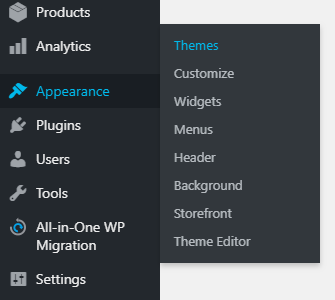 Products
Analytics
Appearance
Plugins
Users
Tools
All-in-One WP
Migration
Settings
Themes
Customize
Widgets
Menus
Header
Background
Storefront
Theme Editor